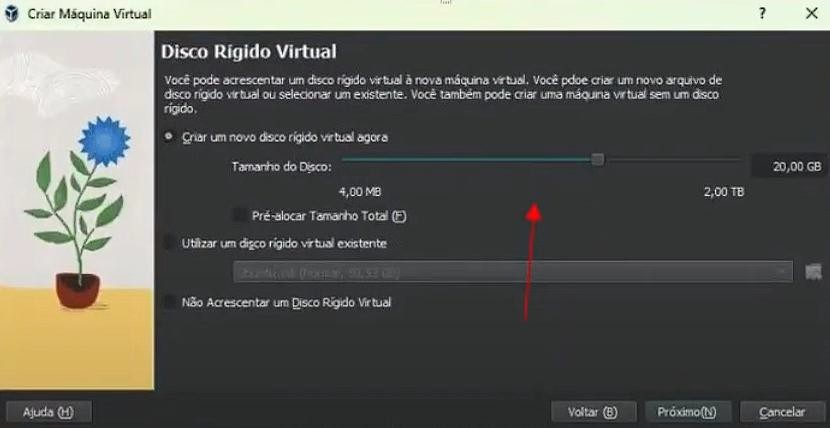 Criar Máquina Virtual
Disco Rígido Virtual
Você pode acrescentar um disco rígido virtual à nova máquina virtual. Você pdoe criar um novo arquivo de
disco rígido virtual ou selecionar um existente. Você também pode criar uma máquina virtual sem um disco
rígido.
Criar um novo disco rígido virtual agora
Tamanho do Disco:
20,00 GB
4,00 MB
2,00 TB
Pré-alocar Tamanho Total (F)
Utilizar um disco rígido virtual existente
Não Acrescentar um Disco Rígido Virtual
Ajuda (H)
Voltar (B)
Próximo(N)
Cancelar